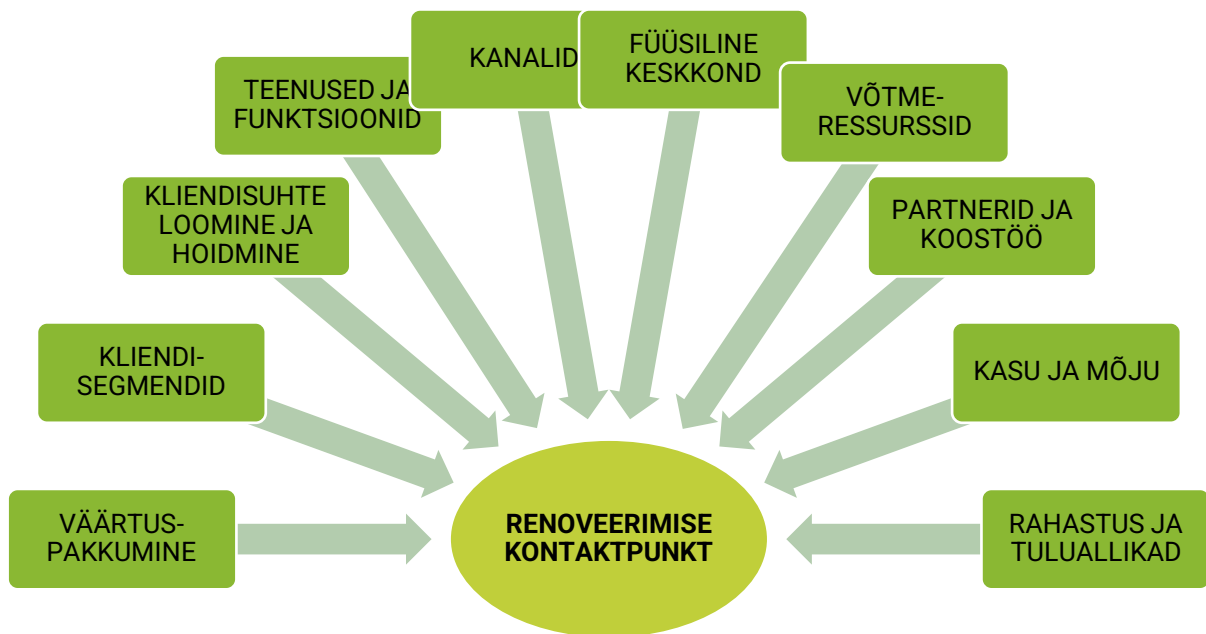 KANALID
FÜÜSILINE
KESKKOND
TEENUSED JA
FUNKTSIOONID
VÕTME-
RESSURSSID
KLIENDISUHTE
LOOMINE JA
HOIDMINE
PARTNERID JA
KOOSTÖÖ
KLIENDI-
SEGMENDID
KASU JA MÕJU
VÄÄRTUS-
PAKKUMINE
RENOVEERIMISE
KONTAKTPUNKT
RAHASTUS JA
TULUALLIKAD